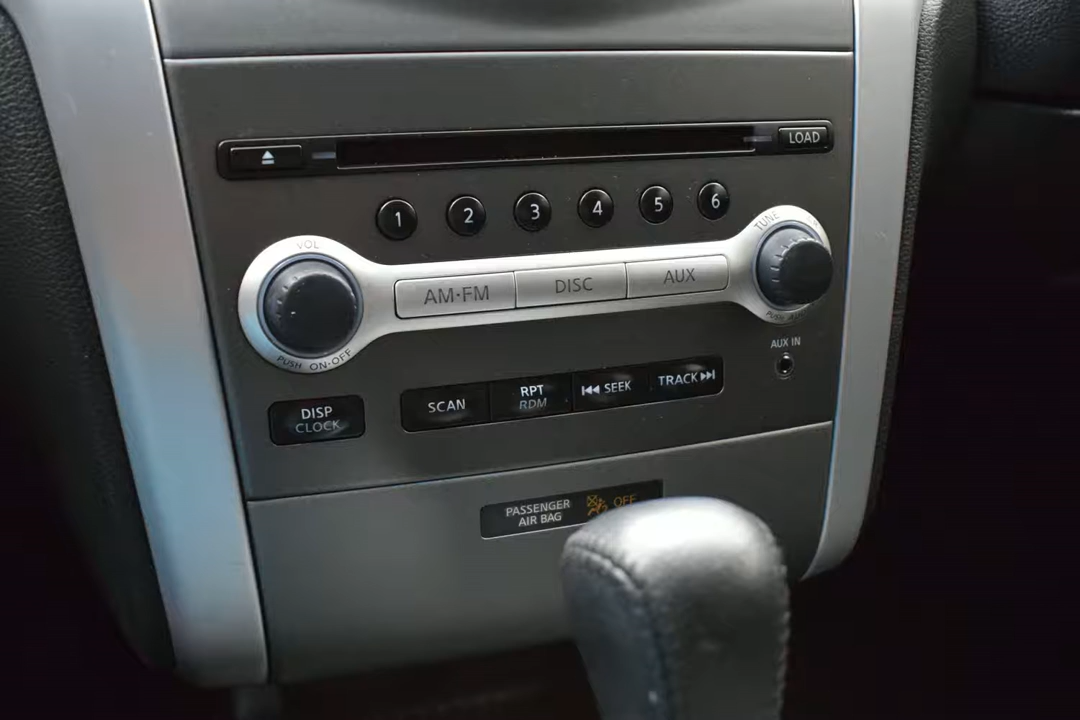 LOAD
1 2 3 4 5 6
VOL
TUNE
AM·FM DISC AUX
PUSH ON·OFF
PUSH
AUX IN
DISP
CLOCK
SCAN
RPT
RDM
SEEK
TRACK
PASSENGER
AIR BAG
OFF